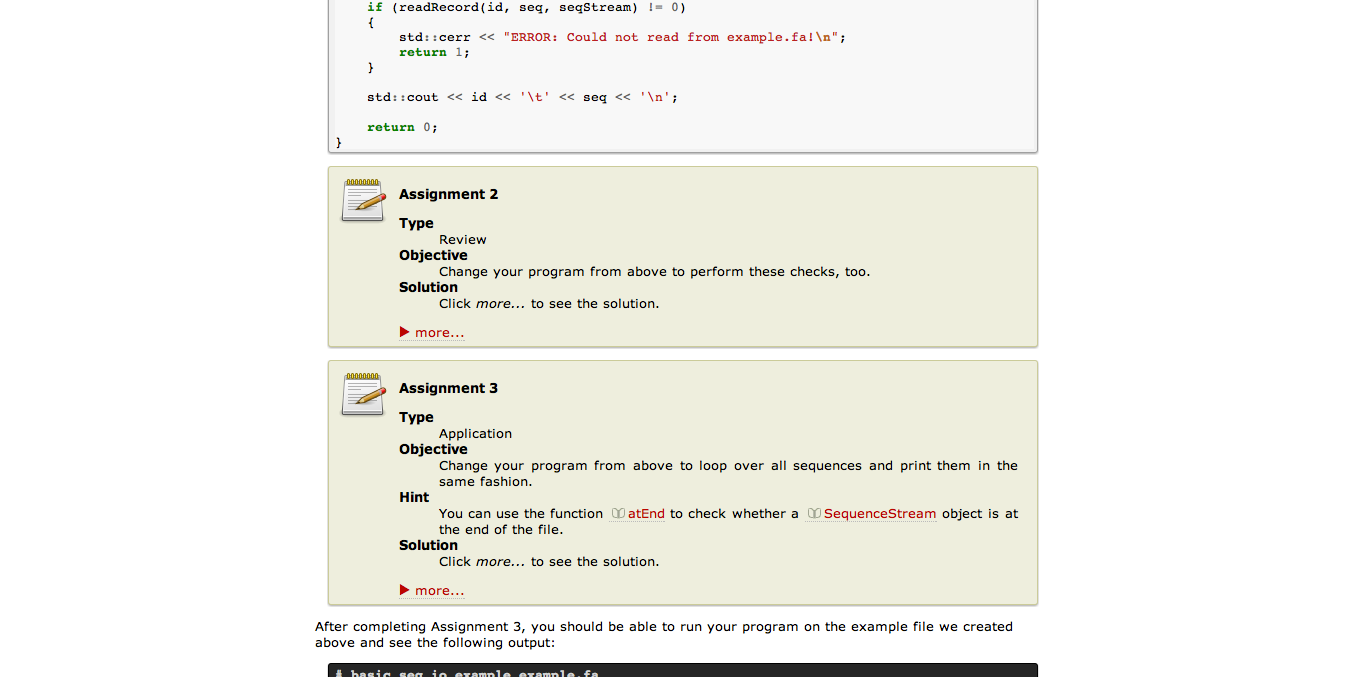 if (readRecord(id, seq, seqStream) != 0)
{
std::cerr << "ERROR: Could not read from example.fa!\n";
return 1;
}
std::cout << id << '\t' << seq << '\n';
return 0;
}
Assignment 2
Type
Review
Objective
Change your program from above to perform these checks, too.
Solution
Click more... to see the solution.
more...
Assignment 3
Type
Application
Objective
Change your program from above to loop over all sequences and print them in the
same fashion.
Hint
You can use the function atEnd to check whether a SequenceStream object is at
the end of the file.
Solution
Click more... to see the solution.
more...
After completing Assignment 3, you should be able to run your program on the example file we created
above and see the following output:
# basic_seq_io_example example.fa